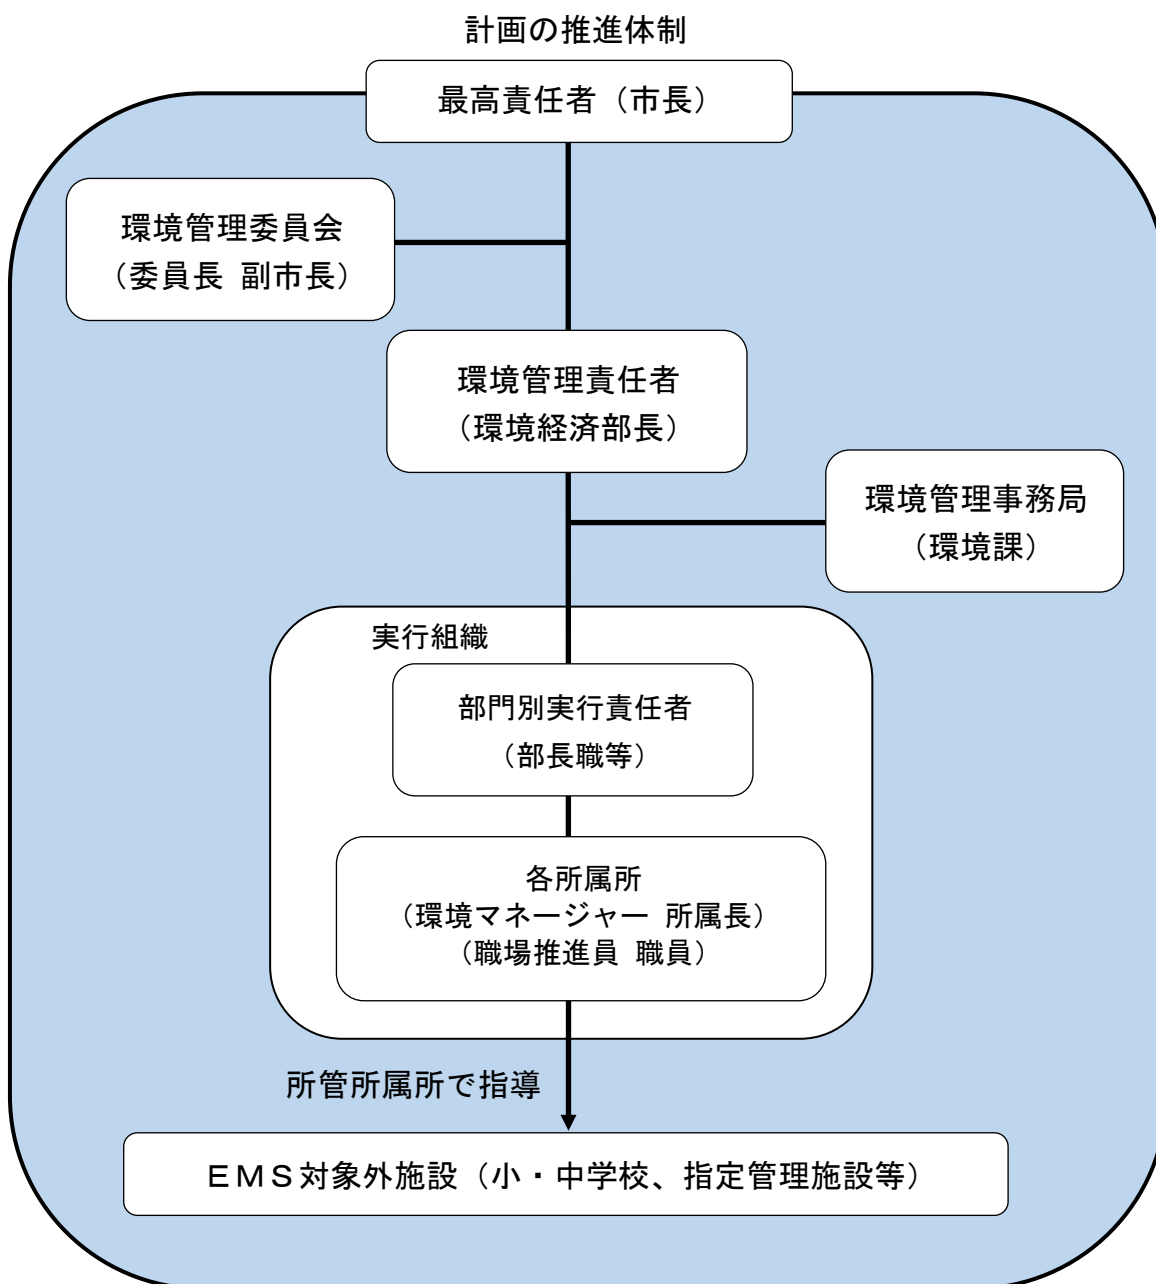 計画の推進体制
最高責任者（市長）
環境管理委員会
（委員長 副市長）
環境管理責任者
（環境経済部長）
環境管理事務局
（環境課）
実行組織
部門別実行責任者
（部長職等）
各所属所
（環境マネージャー 所属長）
（職場推進員 職員）
所管所属所で指導
ＥＭＳ対象外施設（小・中学校、指定管理施設等）